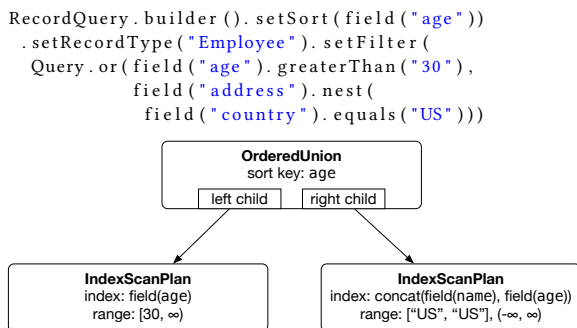 RecordQuery.builder().setSort(field("age"))
.setRecordType("Employee").setFilter(
Query.or(field("age").greaterThan("30"),
field("address").nest(
field("country").equals("US")))
OrderedUnion
sort key: age
left child
right child
IndexScanPlan
index: field(age)
range: [30, ∞)
IndexScanPlan
index: concat(field(name), field(age))
range: [“US”, “US”], (-∞, ∞)